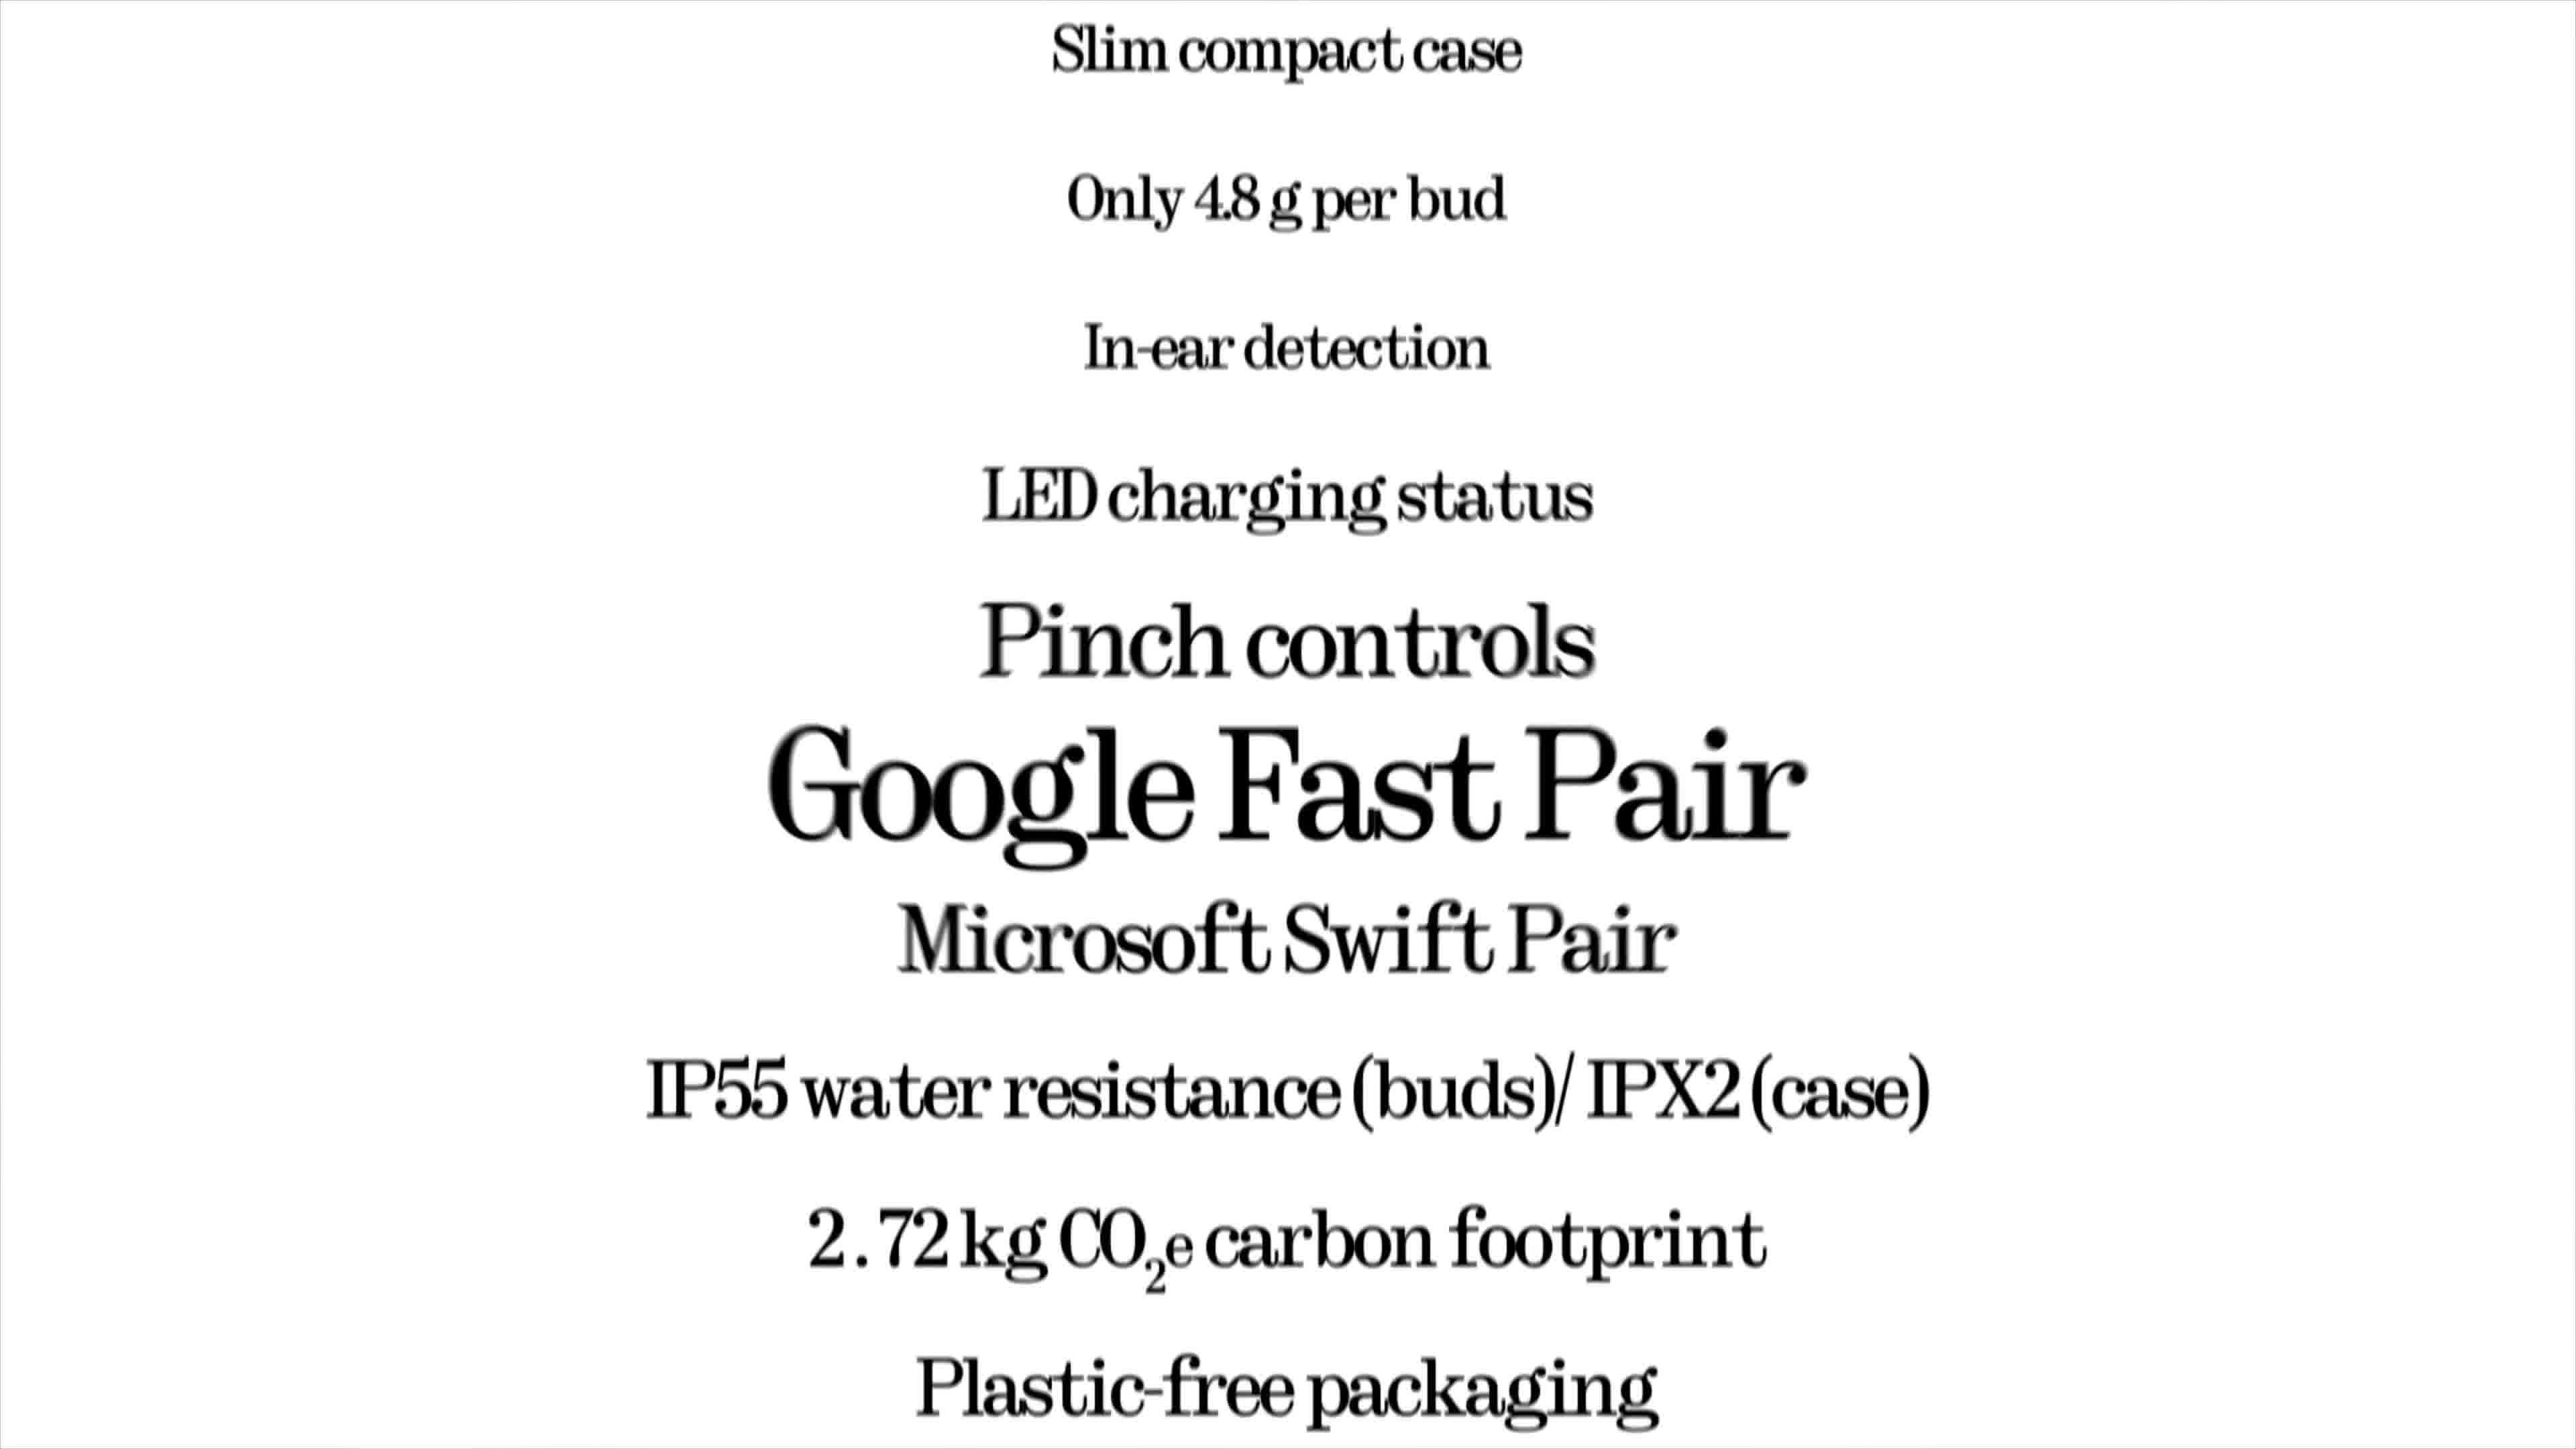 Slim compact case
Only 4.8 g per bud
In-ear detection
LED charging status
Pinch controls
Google Fast Pair
Microsoft Swift Pair
IP55 water resistance (buds)/ IPX2 (case)
2.72 kg CO₂e carbon footprint
Plastic-free packaging